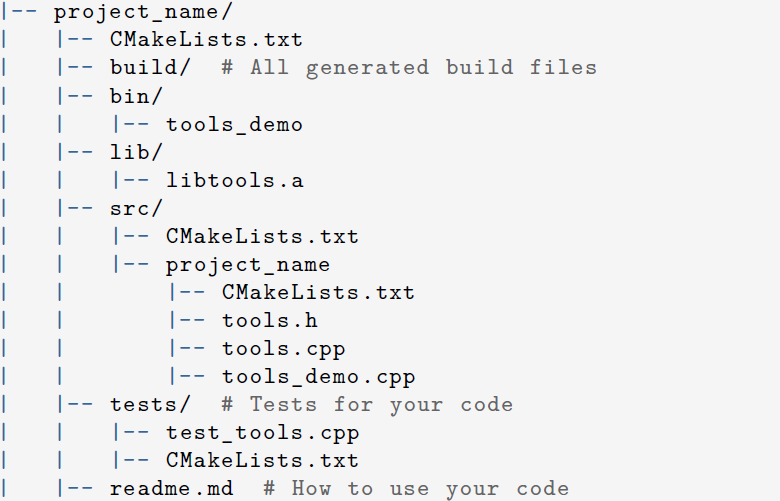 |-- project_name/
|   |-- CMakeLists.txt
|   |-- build/  # All generated build files
|   |-- bin/
|   |   |-- tools_demo
|   |-- lib/
|   |   |-- libtools.a
|   |-- src/
|   |   |-- CMakeLists.txt
|   |   |-- project_name
|   |       |-- CMakeLists.txt
|   |       |-- tools.h
|   |       |-- tools.cpp
|   |       |-- tools_demo.cpp
|   |-- tests/  # Tests for your code
|   |   |-- test_tools.cpp
|   |   |-- CMakeLists.txt
|   |-- readme.md  # How to use your code